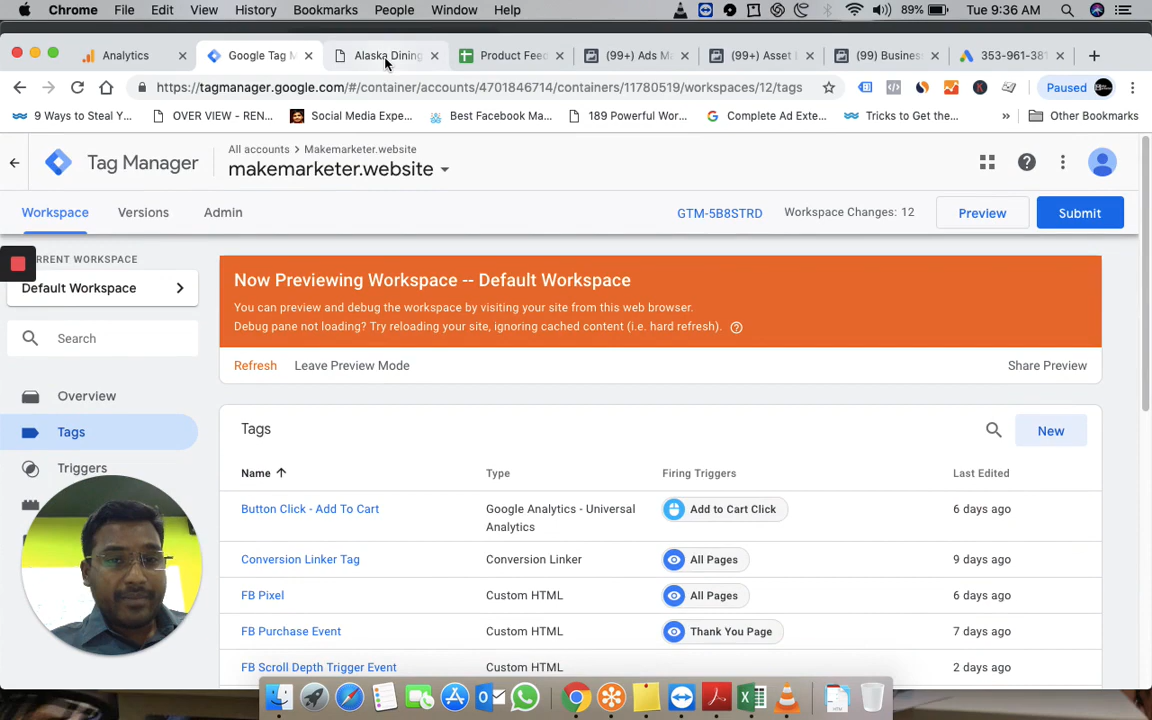 Chrome File Edit View History Bookmarks People Window Help 89% Tue 9:36 AM
Analytics Google Tag M Alaska Dining Product Feed (99+) Ads Ma (99+) Asset (99) Busines 353-961-381
https://tagmanager.google.com/#/container/accounts/4701846714/containers/11780519/workspaces/12/tags Paused
9 Ways to Steal Y... OVER VIEW - REN... Social Media Expe... Best Facebook Ma... 189 Powerful Wor... Complete Ad Exte... Tricks to Get the... » Other Bookmarks
All accounts > Makemarketer.website
Tag Manager makemarketer.website
Workspace Versions Admin GTM-5B8STRD Workspace Changes: 12 Preview Submit
RRENT WORKSPACE
Default Workspace
Search
Overview
Tags
Triggers
Now Previewing Workspace -- Default Workspace
You can preview and debug the workspace by visiting your site from this web browser.
Debug pane not loading? Try reloading your site, ignoring cached content (i.e. hard refresh).
Refresh Leave Preview Mode Share Preview
Tags New
Name Type Firing Triggers Last Edited
Button Click - Add To Cart Google Analytics - Universal Analytics Add to Cart Click 6 days ago
Conversion Linker Tag Conversion Linker All Pages 9 days ago
FB Pixel Custom HTML All Pages 6 days ago
FB Purchase Event Custom HTML Thank You Page 7 days ago
FB Scroll Depth Trigger Event Custom HTML 2 days ago